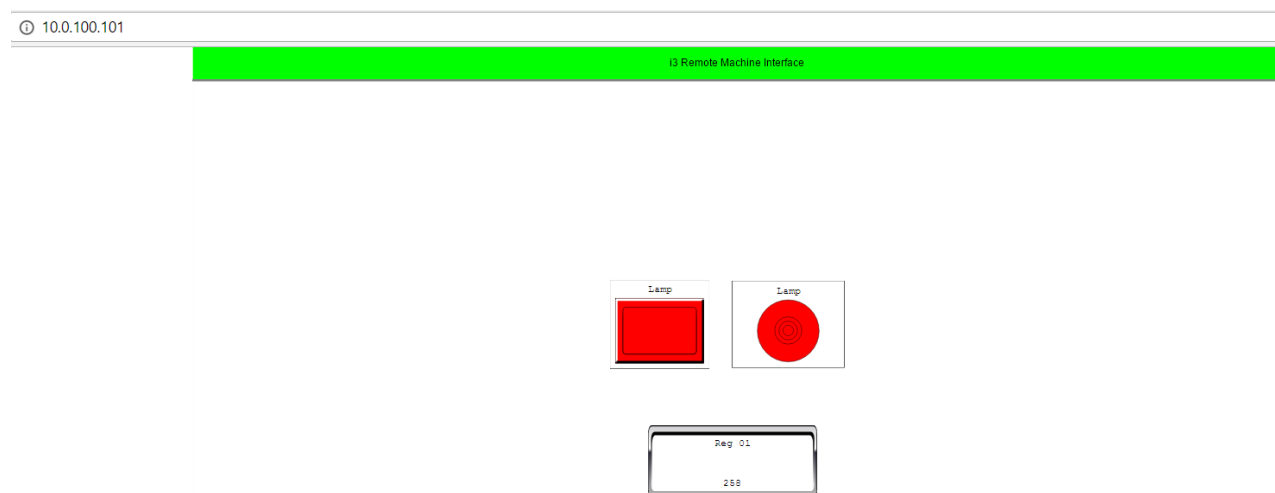 10.0.100.101
i3 Remote Machine Interface
Lamp
Lamp
Reg 01
258